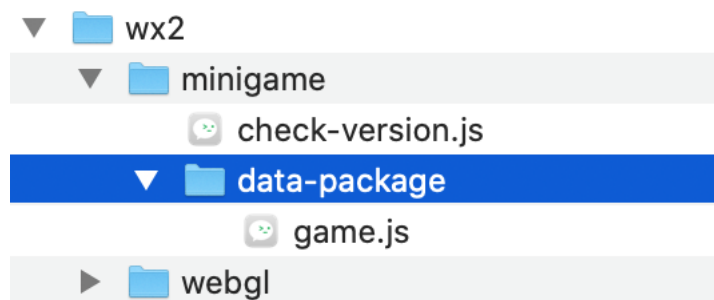 wx2
minigame
check-version.js
data-package
game.js
webgl